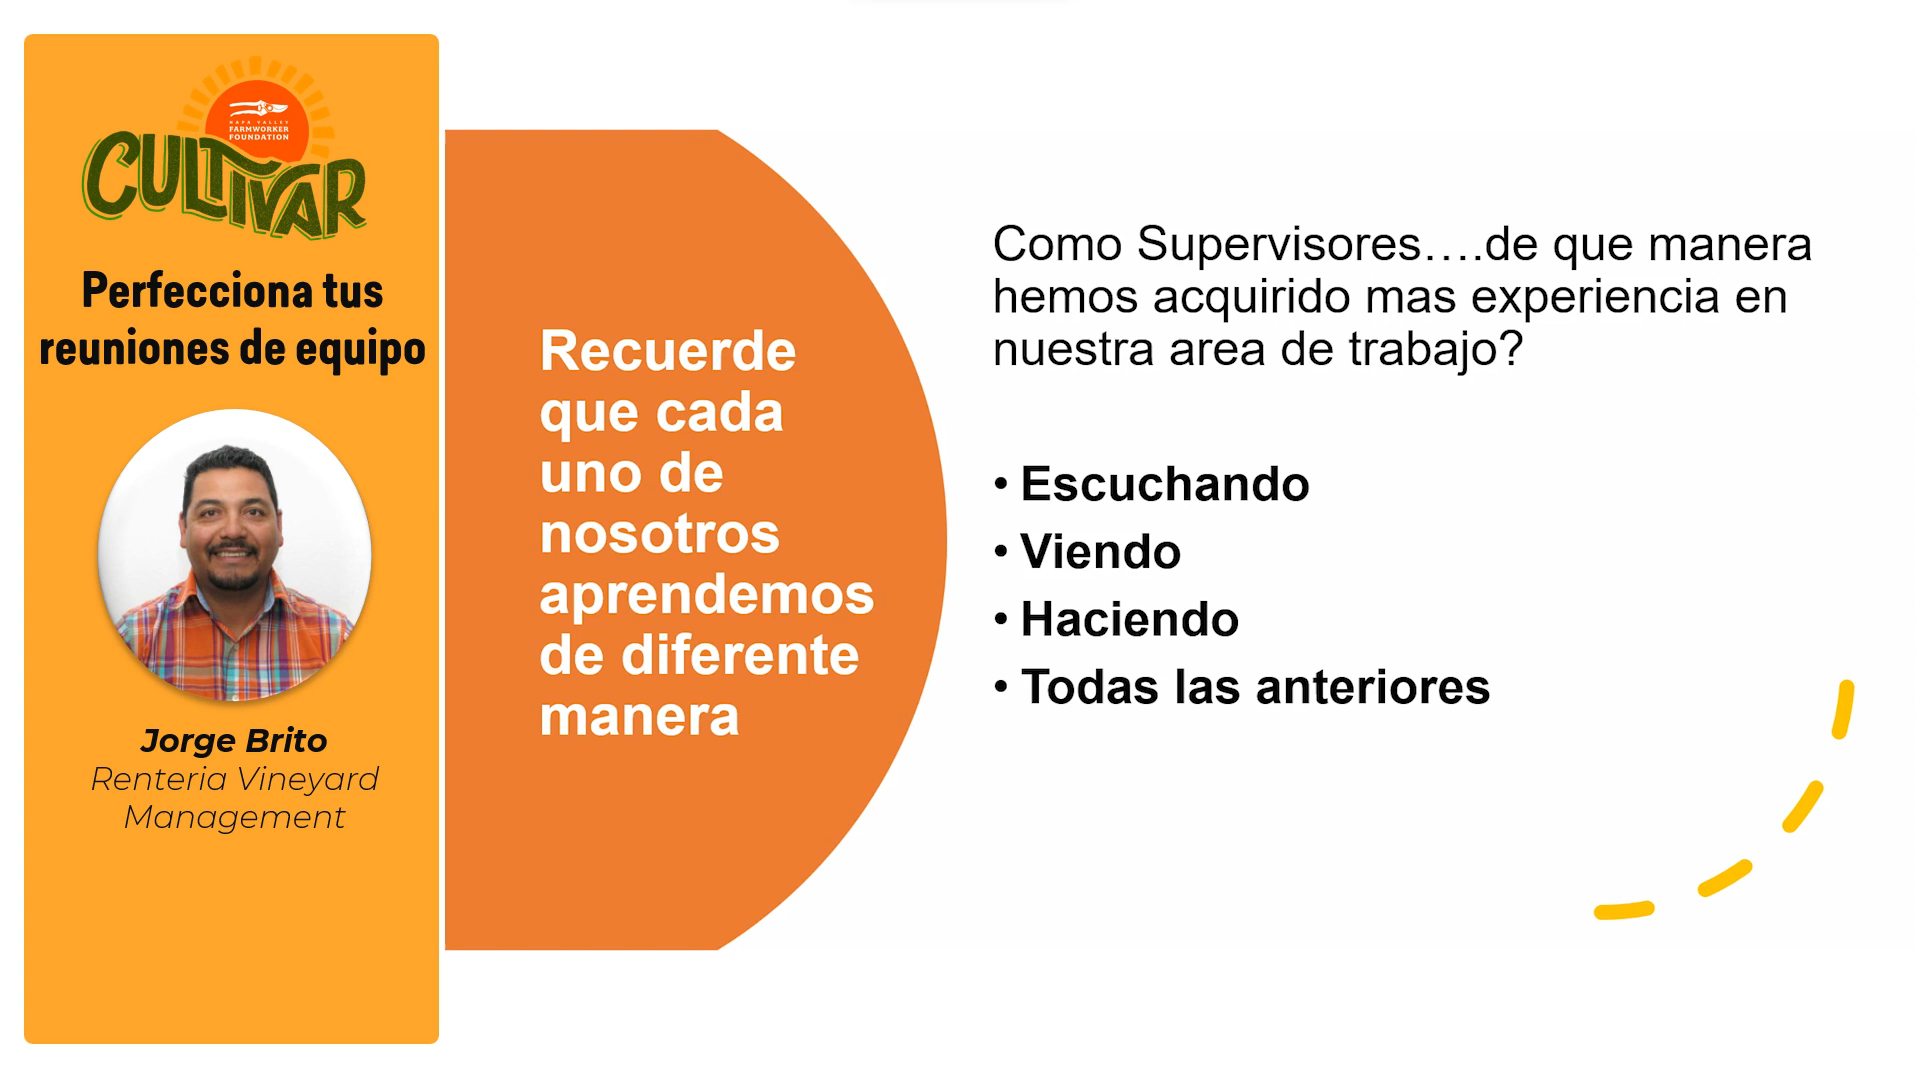 NAPA VALLEY
FARMWORKER
FOUNDATION
CULTIVAR
Perfecciona tus
reuniones de equipo
Jorge Brito
Renteria Vineyard
Management
Recuerde
que cada
uno de
nosotros
aprendemos
de diferente
manera
Como Supervisores….de que manera
hemos acquirido mas experiencia en
nuestra area de trabajo?
• Escuchando
• Viendo
• Haciendo
• Todas las anteriores